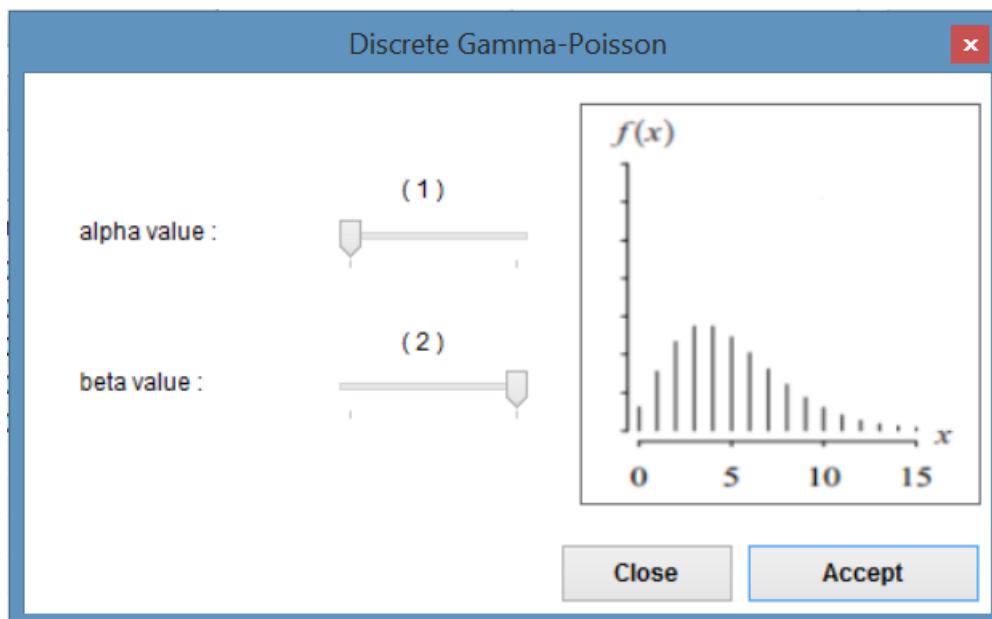 Discrete Gamma-Poisson
x
alpha value :
( 1 )
beta value :
( 2 )
f(x)
x
0 5 10 15
Close Accept